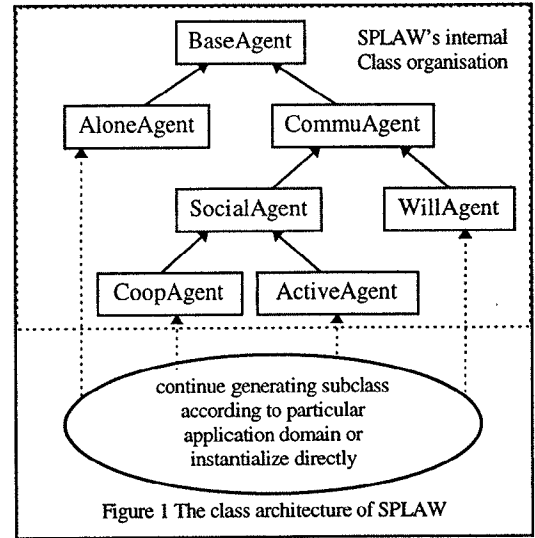 BaseAgent
SPLAW's internal
Class organisation
AloneAgent
CommuAgent
SocialAgent
WillAgent
CoopAgent
ActiveAgent
continue generating subclass
according to particular
application domain or
instantialize directly
Figure 1 The class architecture of SPLAW